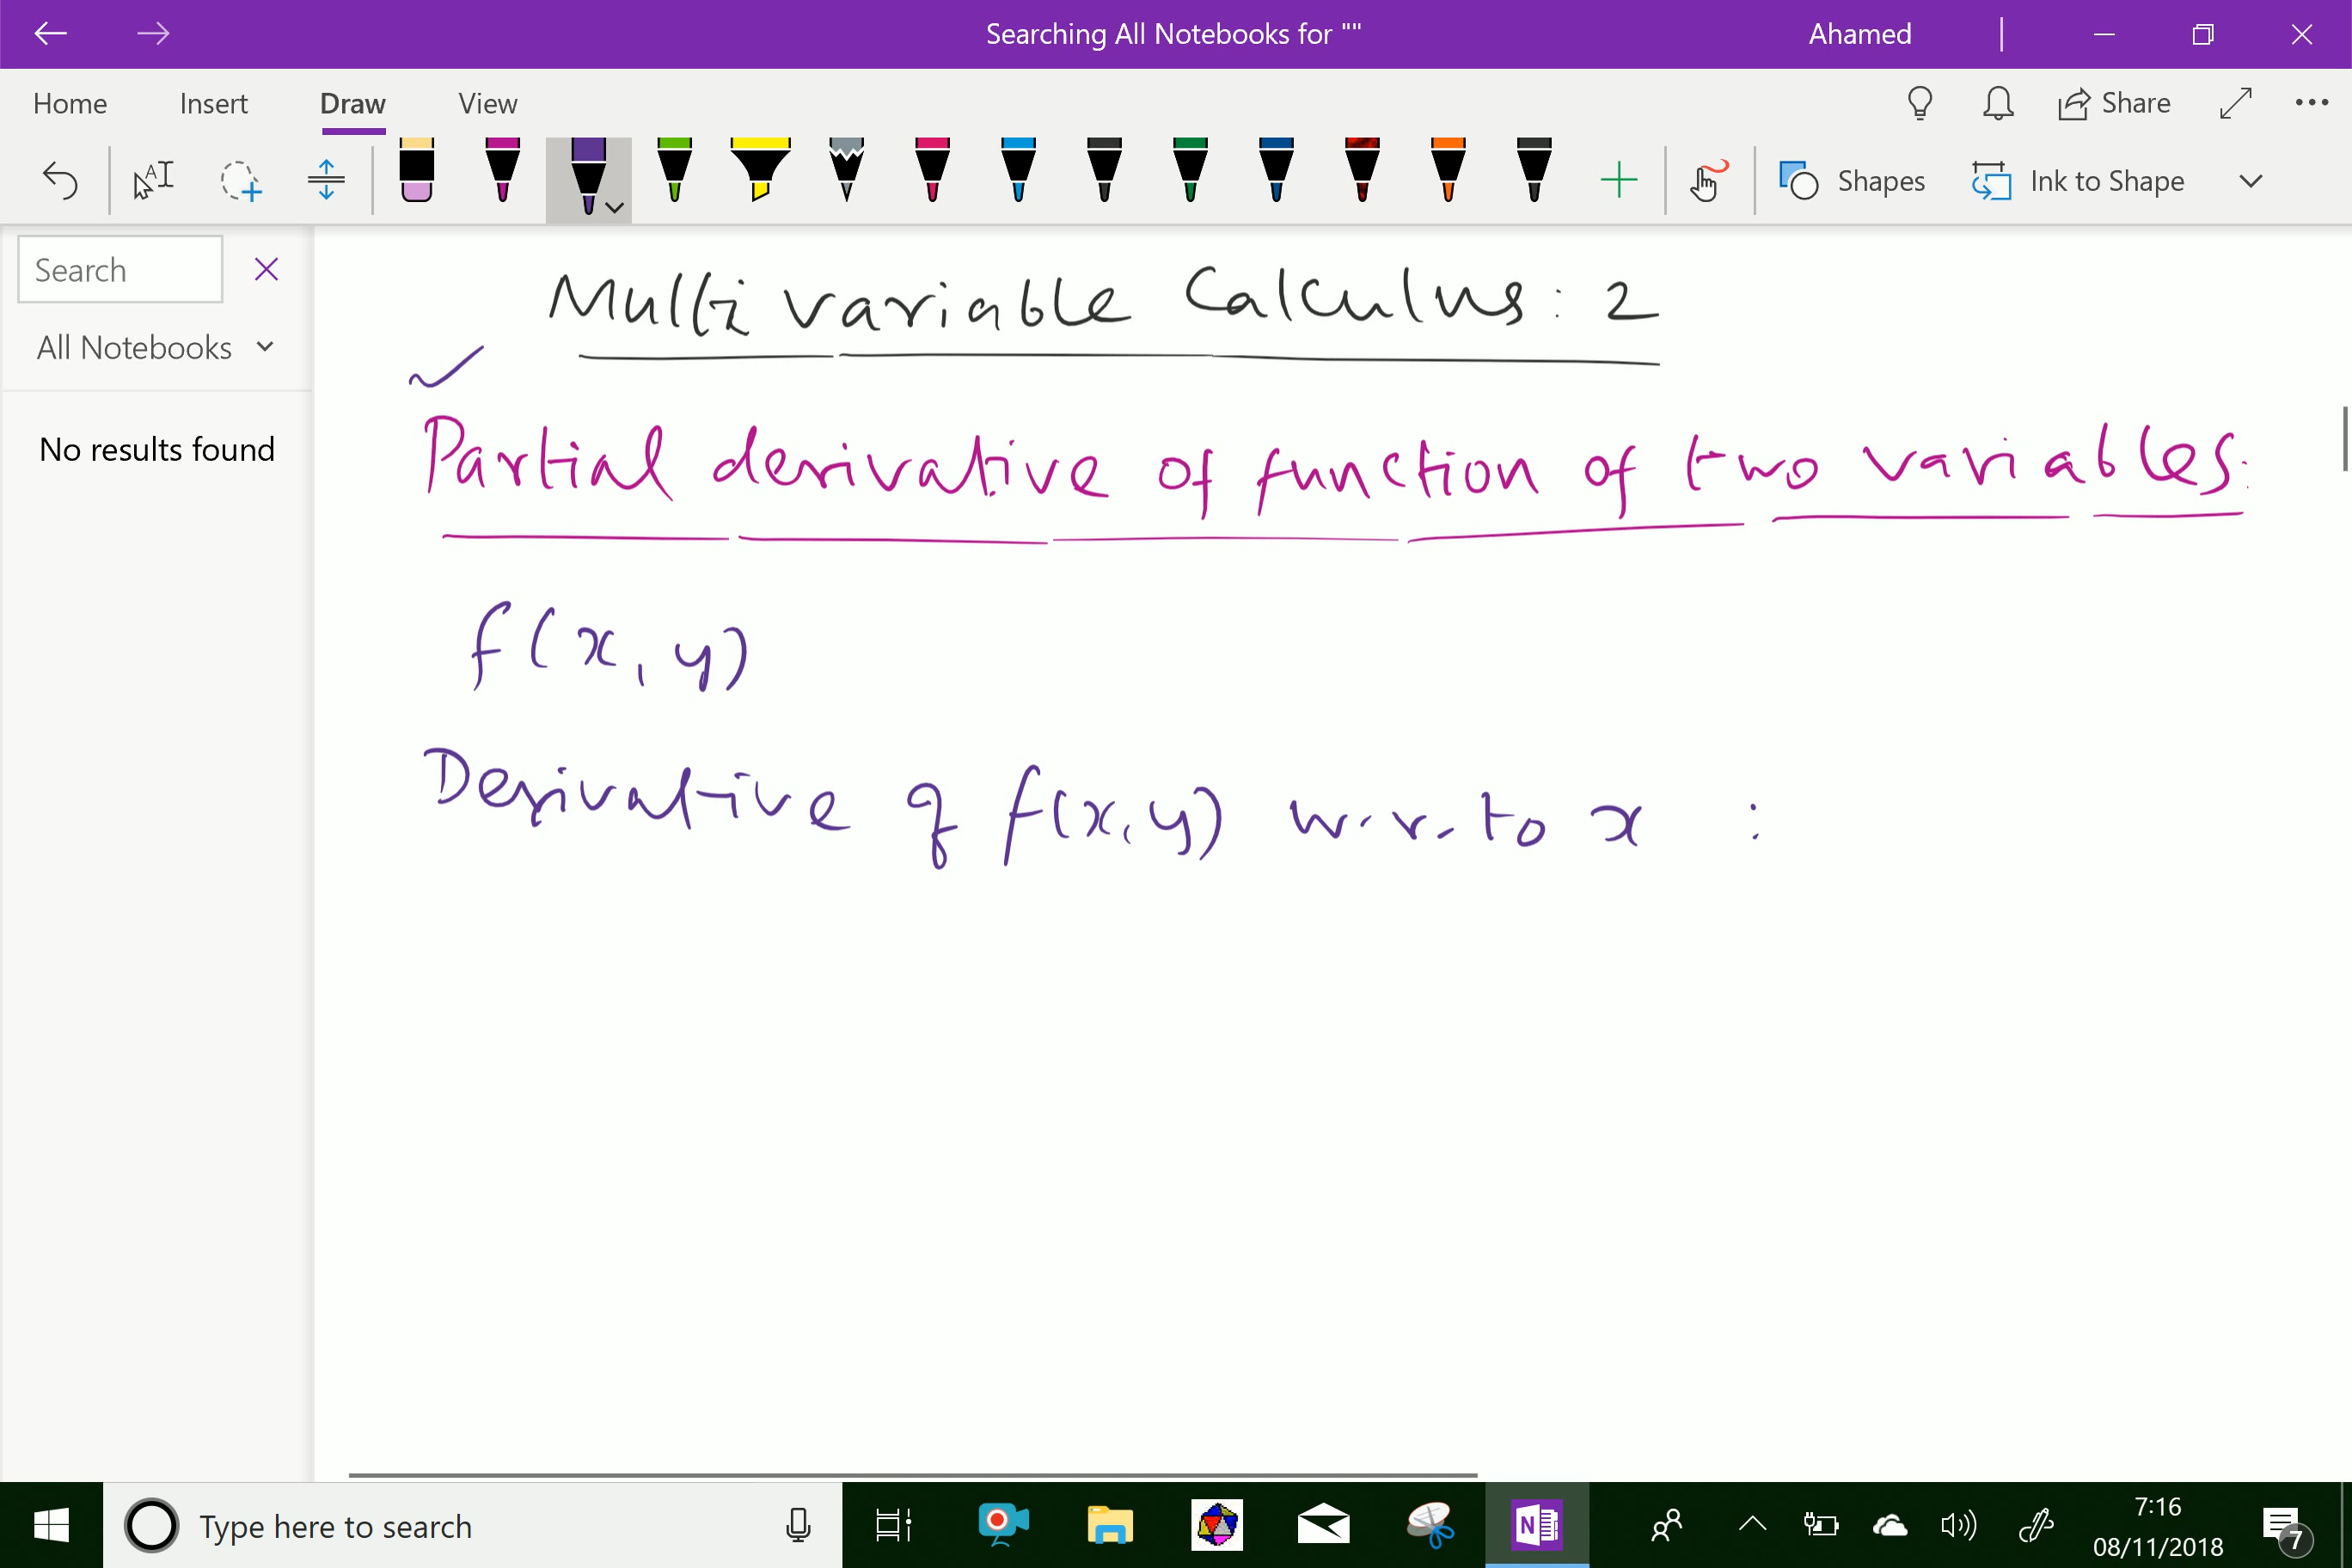 Searching All Notebooks for "" Ahamed
Home Insert Draw View Share
Shapes Ink to Shape
Search
All Notebooks
No results found
Multi variable Calculus: 2
Partial derivative of function of two variables:
f(x, y)
Derivative of f(x, y) w.r. to x :
Type here to search
N
7:16
08/11/2018
7